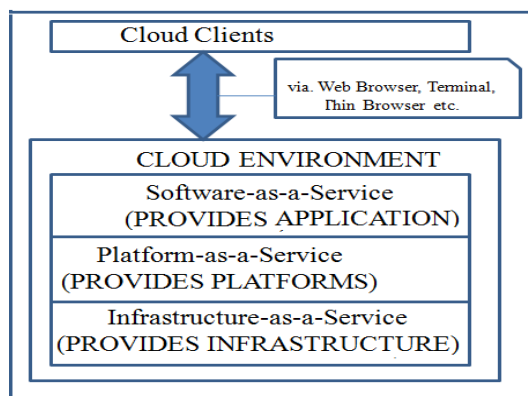 Cloud Clients
via. Web Browser, Terminal,
Thin Browser etc.
CLOUD ENVIRONMENT
Software-as-a-Service
(PROVIDES APPLICATION)
Platform-as-a-Service
(PROVIDES PLATFORMS)
Infrastructure-as-a-Service
(PROVIDES INFRASTRUCTURE)